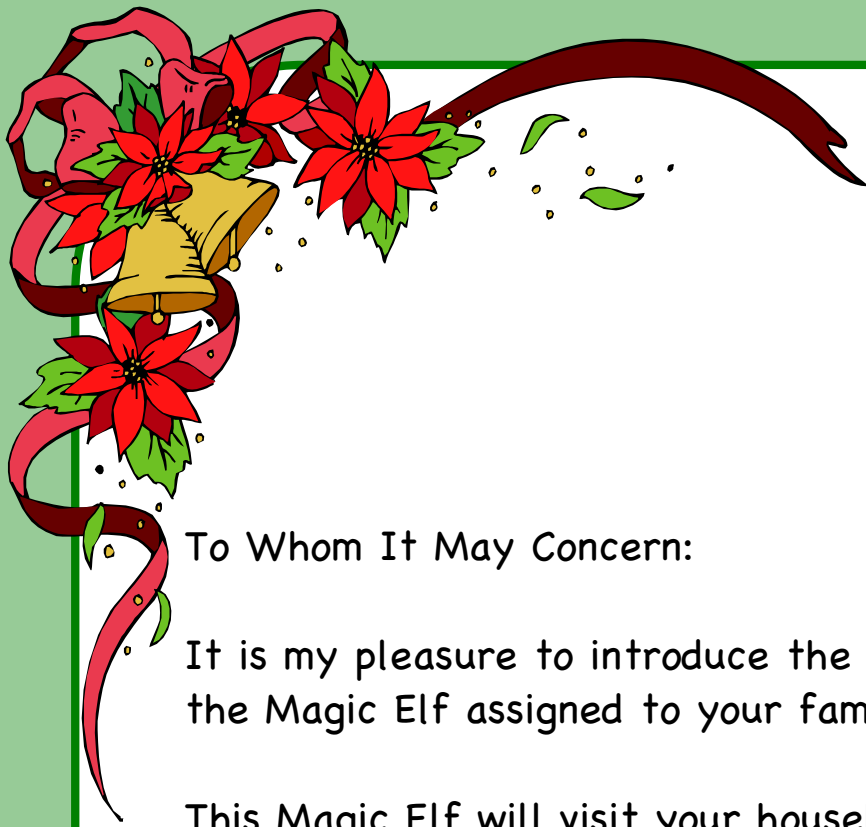 To Whom It May Concern:
It is my pleasure to introduce the
the Magic Elf assigned to your fam
This Magic Elf will visit your house